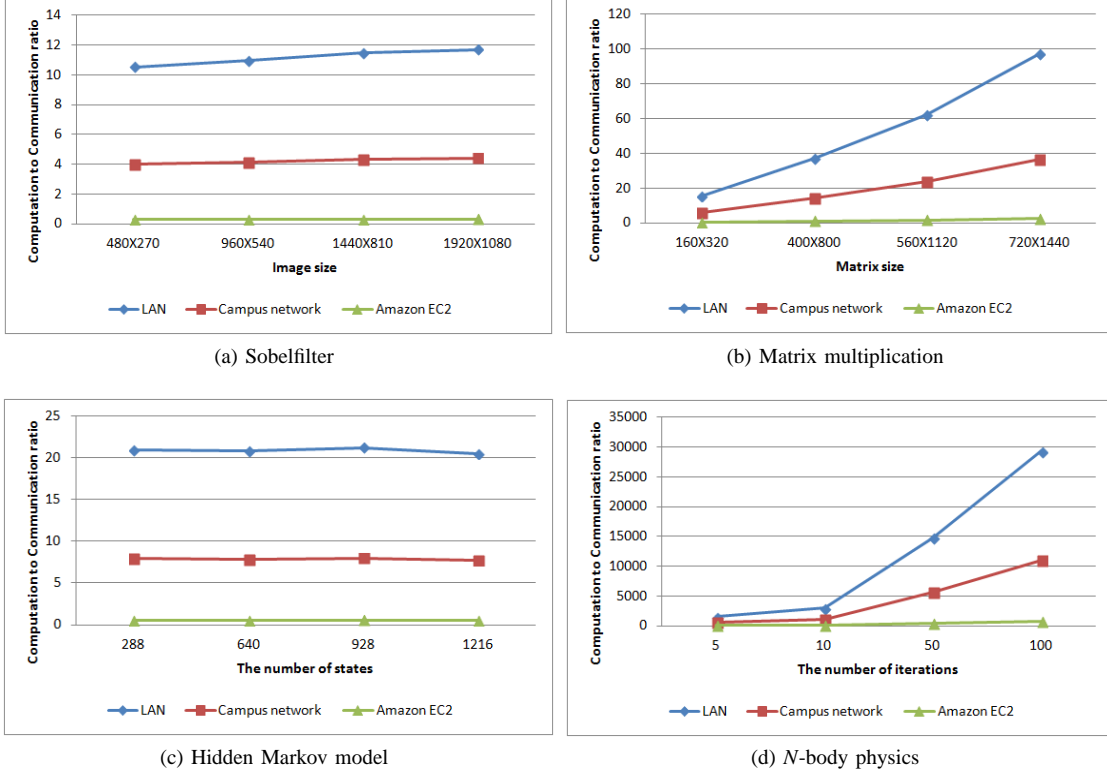 Computation to Communication ratio
14
12
10
8
6
4
2
0
480X270 960X540 1440X810 1920X1080
Image size
LAN Campus network Amazon EC2
(a) Sobelfilter
Computation to Communication ratio
120
100
80
60
40
20
0
160X320 400X800 560X1120 720X1440
Matrix size
LAN Campus network Amazon EC2
(b) Matrix multiplication
Computation to Communication ratio
25
20
15
10
5
0
288 640 928 1216
The number of states
LAN Campus network Amazon EC2
(c) Hidden Markov model
Computation to Communication ratio
35000
30000
25000
20000
15000
10000
5000
0
5 10 50 100
The number of iterations
LAN Campus network Amazon EC2
(d) N-body physics